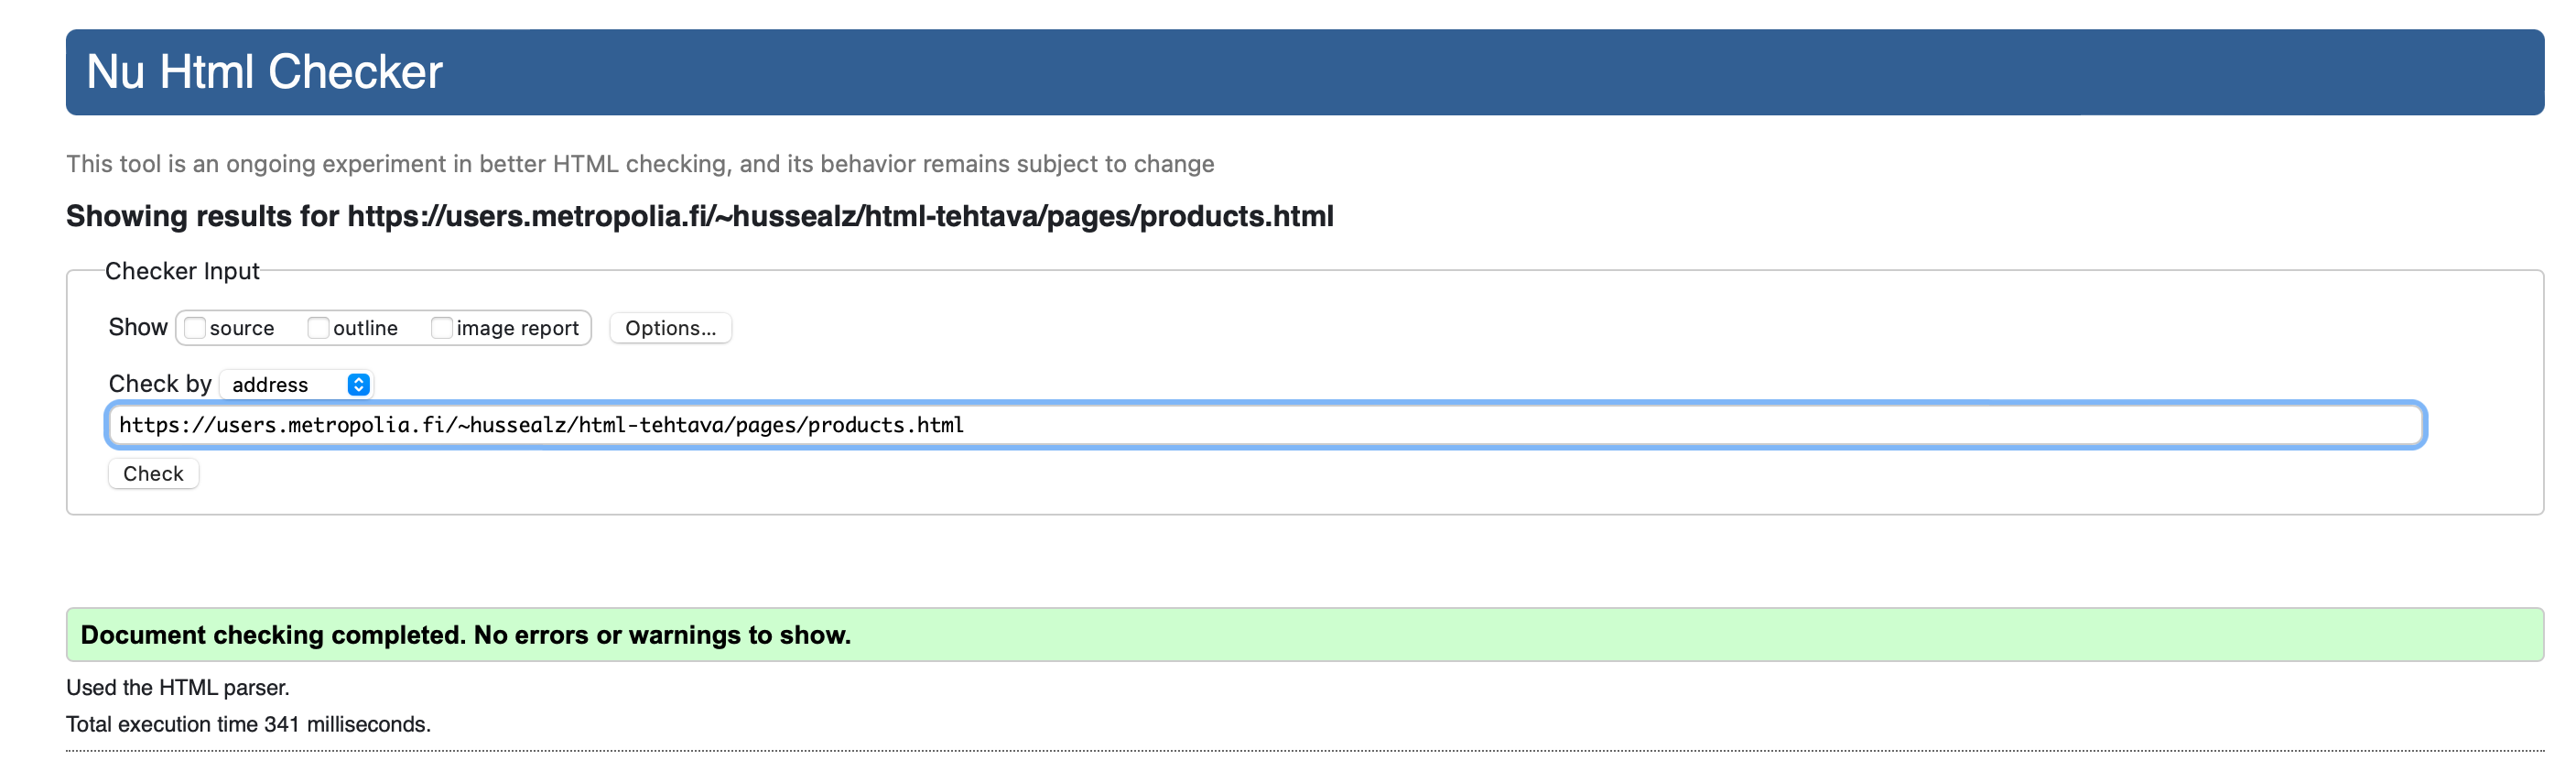 Nu Html Checker
This tool is an ongoing experiment in better HTML checking, and its behavior remains subject to change
Showing results for https://users.metropolia.fi/~hussealz/html-tehtava/pages/products.html
Checker Input
Show source outline image report Options...
Check by address
https://users.metropolia.fi/~hussealz/html-tehtava/pages/products.html
Check
Document checking completed. No errors or warnings to show.
Used the HTML parser.
Total execution time 341 milliseconds.